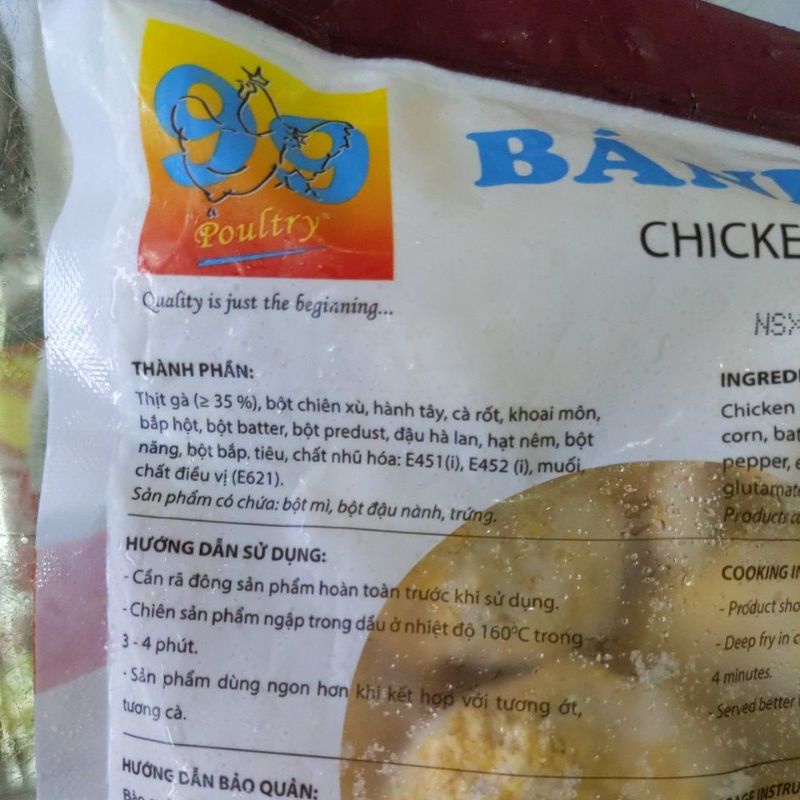 99
Poultry
Quality is just the beginning...
BÁN
CHICKE
NSX
THÀNH PHẦN:
Thịt gà (≥ 35 %), bột chiên xù, hành tây, cà rốt, khoai môn,
bắp hột, bột batter, bột predust, đậu hà lan, hạt nêm, bột
năng, bột bắp, tiêu, chất nhũ hóa: E451(i), E452 (i), muối,
chất điều vị (E621).
Sản phẩm có chứa: bột mì, bột đậu nành, trứng.
HƯỚNG DẪN SỬ DỤNG:
- Cần rã đông sản phẩm hoàn toàn trước khi sử dụng.
- Chiên sản phẩm ngập trong dầu ở nhiệt độ 160°C trong
3 - 4 phút.
- Sản phẩm dùng ngon hơn khi kết hợp với tương ớt,
tương cà.
HƯỚNG DẪN BẢO QUẢN:
INGREDI
Chicken
corn, bat
pepper, e
glutamat
Products
COOKING IN
- Product sho
- Deep fry in
4 minutes.
- Served better